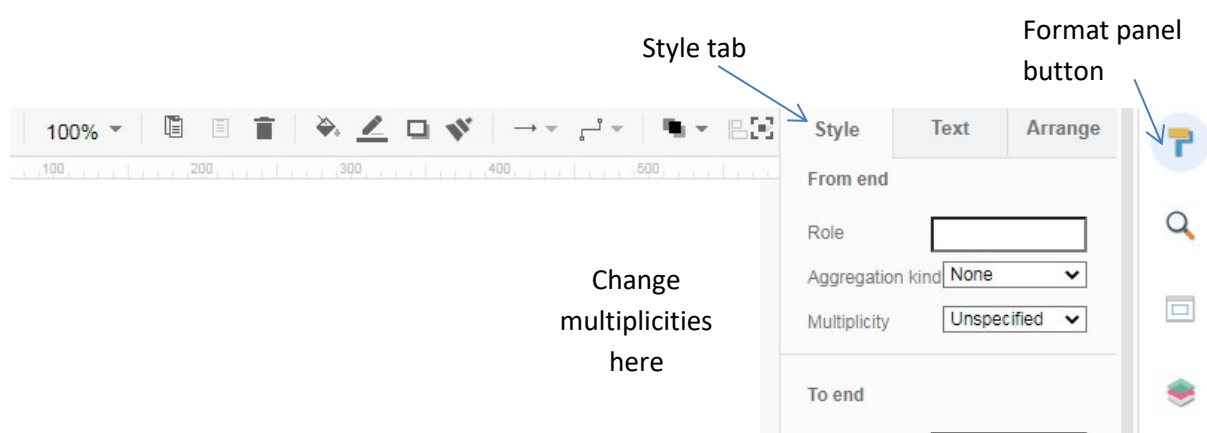 Format panel
button
Style tab
100%
Style Text Arrange
100 200 300 400 500
From end
Role
Aggregation kind None
Multiplicity Unspecified
Change
multiplicities
here
To end